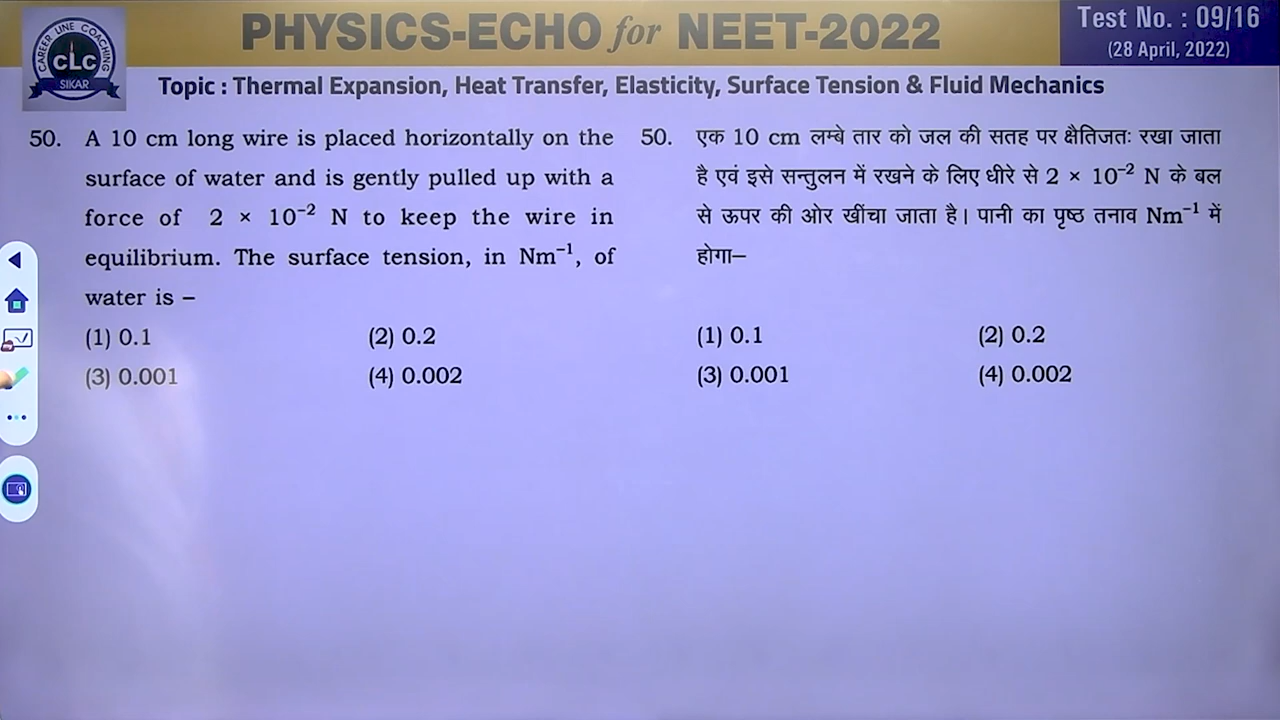 PHYSICS-ECHO for NEET-2022
Test No. : 09/16
(28 April, 2022)
CAREER LINE COACHING
CLC
SIKAR
Topic : Thermal Expansion, Heat Transfer, Elasticity, Surface Tension & Fluid Mechanics
50. A 10 cm long wire is placed horizontally on the
surface of water and is gently pulled up with a
force of 2 × 10⁻² N to keep the wire in
equilibrium. The surface tension, in Nm⁻¹, of
water is –
(1) 0.1 (2) 0.2
(3) 0.001 (4) 0.002
50. एक 10 cm लम्बे तार को जल की सतह पर क्षैतिजतः रखा जाता
है एवं इसे सन्तुलन में रखने के लिए धीरे से 2 × 10⁻² N के बल
से ऊपर की ओर खींचा जाता है। पानी का पृष्ठ तनाव Nm⁻¹ में
होगा–
(1) 0.1 (2) 0.2
(3) 0.001 (4) 0.002